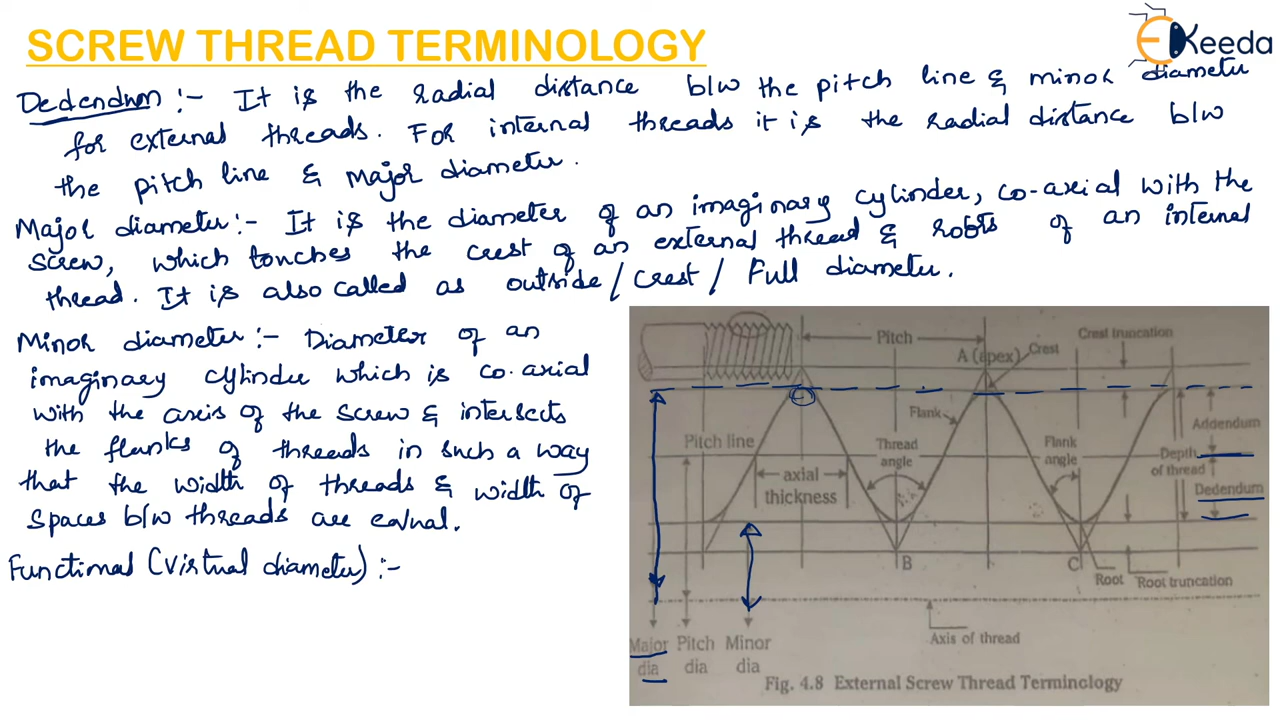 SCREW THREAD TERMINOLOGY
EKeeda
Dedendum :- It is the radial distance b/w the pitch line & minor diameter
for external threads. For internal threads it is the radial distance b/w
the pitch line & Major diameter.
Major diameter :- It is the diameter of an imaginary cylinder, co-axial with the
screw, which touches the crest of an external thread & roots of an internal
thread. It is also called as outside / crest / Full diameter.
Minor diameter :- Diameter of an
imaginary cylinder which is co-axial
with the axis of the screw & intersects
the flanks of threads in such a way
that the width of threads & width of
spaces b/w threads are equal.
Functional (virtual diameter) :-
Pitch
Crest truncation
A (apex)
Crest
Flank
Addendum
Pitch line
Thread
angle
Flank
angle
Depth
of thread
axial
thickness
Dedendum
B
C
Root
Root truncation
Axis of thread
Major
dia
Pitch
dia
Minor
dia
Fig. 4.8 External Screw Thread Terminology